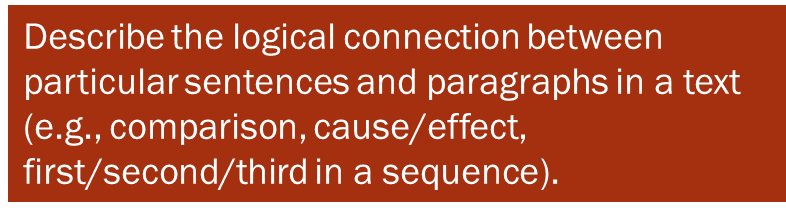 Describe the logical connection between
particular sentences and paragraphs in a text
(e.g., comparison, cause/effect,
first/second/third in a sequence).